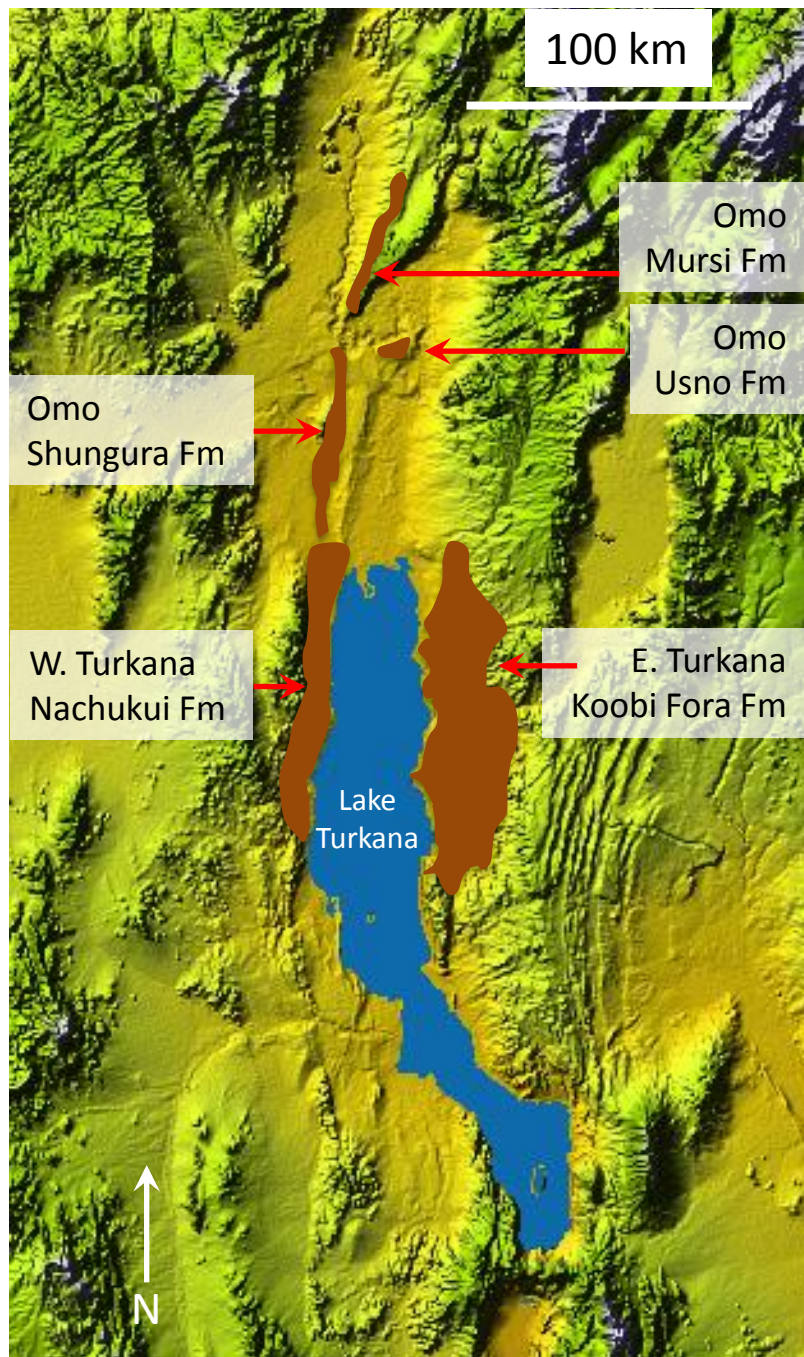 100 km
Omo
Mursi Fm
Omo
Usno Fm
Omo
Shungura Fm
W. Turkana
Nachukui Fm
E. Turkana
Koobi Fora Fm
Lake
Turkana
N